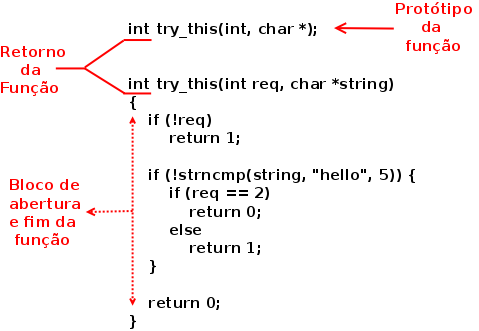 Protótipo
da
função
int try_this(int, char *);
Retorno
da
Função
int try_this(int req, char *string)
{
if (!req)
return 1;
if (!strncmp(string, "hello", 5)) {
if (req == 2)
return 0;
else
return 1;
}
return 0;
}
Bloco de
abertura
e fim da
função